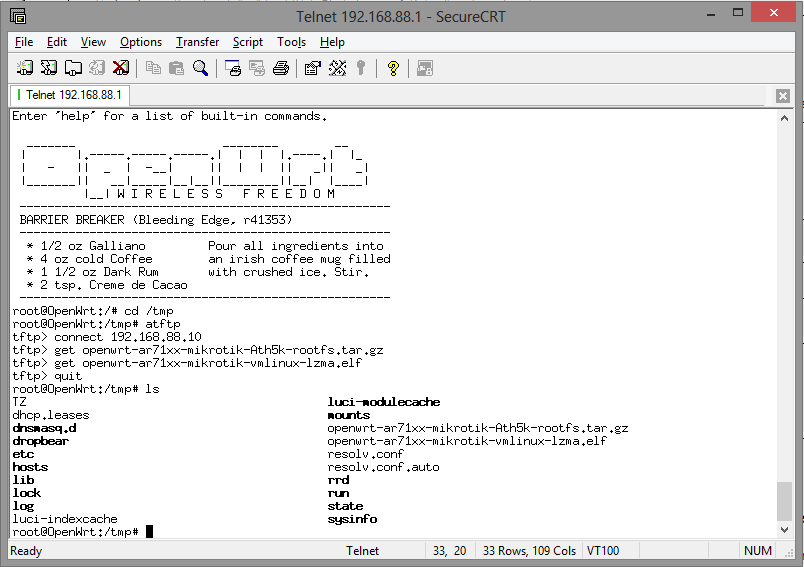 Telnet 192.168.88.1 - SecureCRT
File Edit View Options Transfer Script Tools Help
Telnet 192.168.88.1
Enter 'help' for a list of built-in commands.
  _______                     ________        __
 |       |.-----.-----.-----.|  |  |  |.----.|  |_
 |   -   ||  _  |  -__|     ||  |  |  ||   _||   _|
 |_______||   __|_____|__|__||________||__|  |____|
          |__| W I R E L E S S   F R E E D O M
 -----------------------------------------------------
 BARRIER BREAKER (Bleeding Edge, r41353)
 -----------------------------------------------------
  * 1/2 oz Galliano         Pour all ingredients into
  * 4 oz cold Coffee        an irish coffee mug filled
  * 1 1/2 oz Dark Rum       with crushed ice. Stir.
  * 2 tsp. Creme de Cacao
 -----------------------------------------------------
root@OpenWrt:/# cd /tmp
root@OpenWrt:/tmp# atftp
tftp> connect 192.168.88.10
tftp> get openwrt-ar71xx-mikrotik-Ath5k-rootfs.tar.gz
tftp> get openwrt-ar71xx-mikrotik-vmlinux-lzma.elf
tftp> quit
root@OpenWrt:/tmp# ls
TZ luci-modulecache
dhcp.leases mounts
dnsmasq.d openwrt-ar71xx-mikrotik-Ath5k-rootfs.tar.gz
dropbear openwrt-ar71xx-mikrotik-vmlinux-lzma.elf
etc resolv.conf
hosts resolv.conf.auto
lib rrd
lock run
log state
luci-indexcache sysinfo
root@OpenWrt:/tmp#
Ready Telnet 33, 20 33 Rows, 109 Cols VT100 NUM